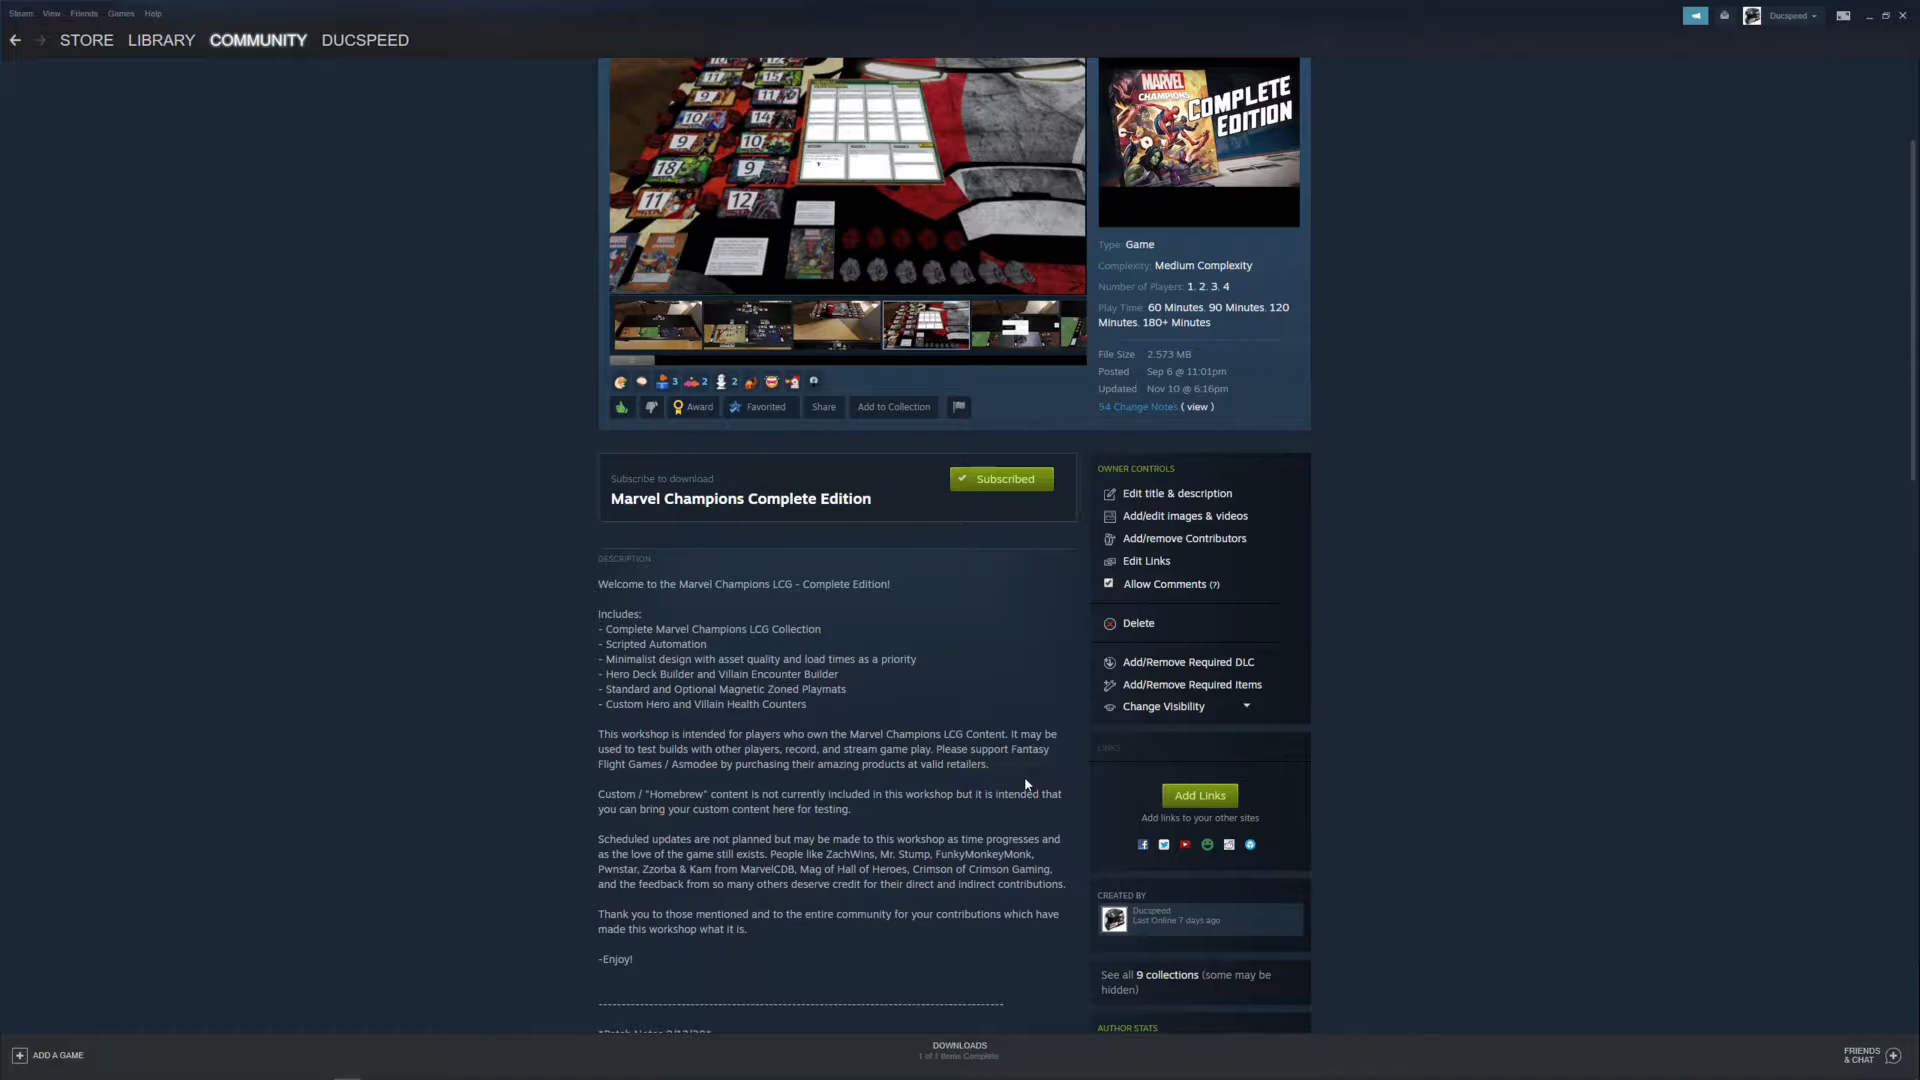 Steam View Friends Games Help
Ducspeed
STORE LIBRARY COMMUNITY DUCSPEED
11 15
9 11
10 14
9 10
18 9
11 12
MARVEL
CHAMPIONS
COMPLETE
EDITION
Type: Game
Complexity: Medium Complexity
Number of Players: 1, 2, 3, 4
Play Time: 60 Minutes, 90 Minutes, 120
Minutes, 180+ Minutes
File Size 2.573 MB
Posted Sep 6 @ 11:01pm
Updated Nov 10 @ 6:16pm
54 Change Notes ( view )
3 2 2
Award Favorited Share Add to Collection
Subscribe to download
Marvel Champions Complete Edition
Subscribed
DESCRIPTION
Welcome to the Marvel Champions LCG - Complete Edition!
Includes:
- Complete Marvel Champions LCG Collection
- Scripted Automation
- Minimalist design with asset quality and load times as a priority
- Hero Deck Builder and Villain Encounter Builder
- Standard and Optional Magnetic Zoned Playmats
- Custom Hero and Villain Health Counters
This workshop is intended for players who own the Marvel Champions LCG Content. It may be
used to test builds with other players, record, and stream game play. Please support Fantasy
Flight Games / Asmodee by purchasing their amazing products at valid retailers.
Custom / "Homebrew" content is not currently included in this workshop but it is intended that
you can bring your custom content here for testing.
Scheduled updates are not planned but may be made to this workshop as time progresses and
as the love of the game still exists. People like ZachWins, Mr. Stump, FunkyMonkeyMonk,
Pwnstar, Zzorba & Kam from MarvelCDB, Mag of Hall of Heroes, Crimson of Crimson Gaming,
and the feedback from so many others deserve credit for their direct and indirect contributions.
Thank you to those mentioned and to the entire community for your contributions which have
made this workshop what it is.
-Enjoy!
----------------------------------------------------------------------------------------
OWNER CONTROLS
Edit title & description
Add/edit images & videos
Add/remove Contributors
Edit Links
Allow Comments (?)
Delete
Add/Remove Required DLC
Add/Remove Required Items
Change Visibility
LINKS
Add Links
Add links to your other sites
CREATED BY
Ducspeed
Last Online 7 days ago
See all 9 collections (some may be
hidden)
AUTHOR STATS
ADD A GAME
DOWNLOADS
1 of 1 Items Complete
FRIENDS
& CHAT